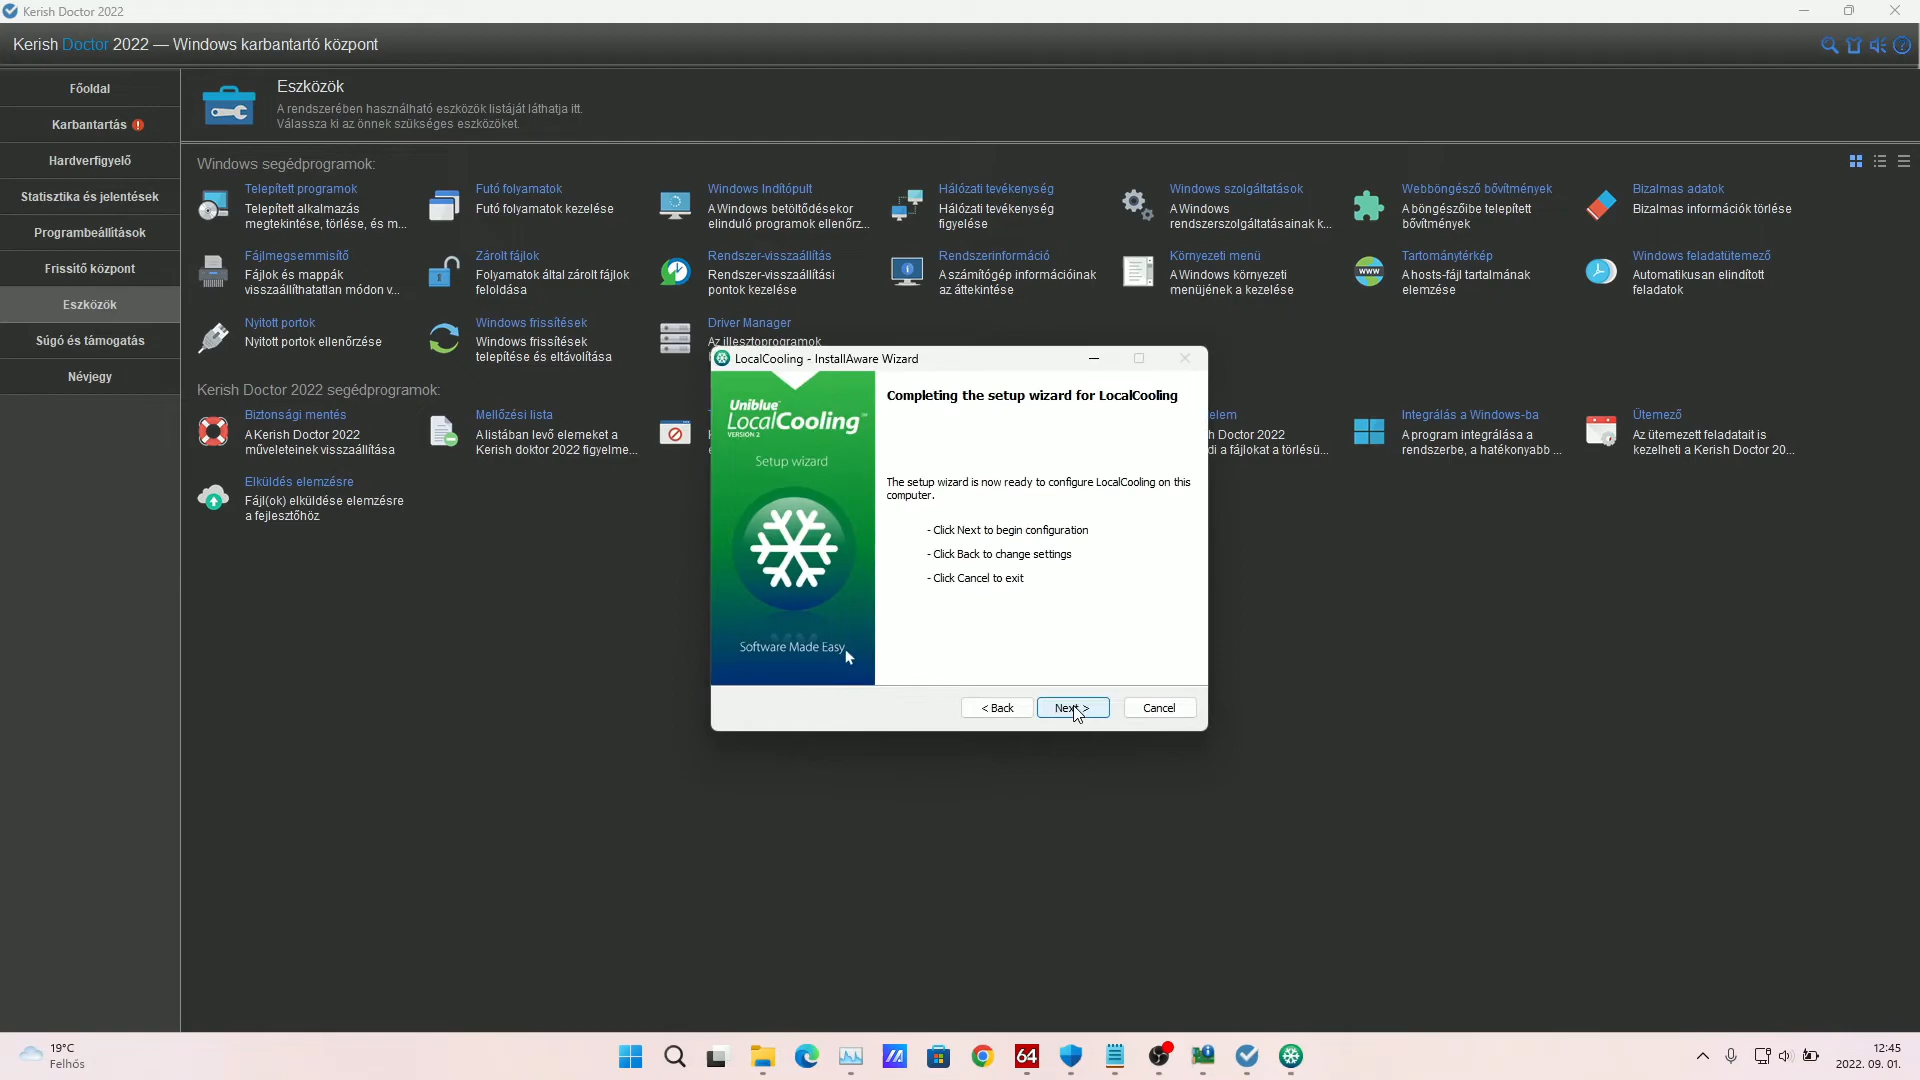 Kerish Doctor 2022
Kerish Doctor 2022 — Windows karbantartó központ
Főoldal
Karbantartás
Hardverfigyelő
Statisztika és jelentések
Programbeállítások
Frissítő központ
Eszközök
Súgó és támogatás
Névjegy
Eszközök
A rendszerében használható eszközök listáját láthatja itt.
Válassza ki az önnek szükséges eszközöket.
Windows segédprogramok:
Telepített programok
Telepített alkalmazás
megtekintése, törlése, és m...
Futó folyamatok
Futó folyamatok kezelése
Windows Indítópult
A Windows betöltődésekor
elinduló programok ellenőrz...
Hálózati tevékenység
Hálózati tevékenység
figyelése
Windows szolgáltatások
A Windows
rendszerszolgáltatásainak k...
Webböngésző bővítmények
A böngészőibe telepített
bővítmények
Bizalmas adatok
Bizalmas információk törlése
Fájlmegsemmisítő
Fájlok és mappák
visszaállíthatatlan módon v...
Zárolt fájlok
Folyamatok által zárolt fájlok
feloldása
Rendszer-visszaállítás
Rendszer-visszaállítási
pontok kezelése
Rendszerinformáció
A számítógép információinak
az áttekintése
Környezeti menü
A Windows környezeti
menüjének a kezelése
www
Tartománytérkép
A hosts-fájl tartalmának
elemzése
Windows feladatütemező
Automatikusan elindított
feladatok
Nyitott portok
Nyitott portok ellenőrzése
Windows frissítések
Windows frissítések
telepítése és eltávolítása
Driver Manager
Az illesztőprogramok
Kerish Doctor 2022 segédprogramok:
Biztonsági mentés
A Kerish Doctor 2022
műveleteinek visszaállítása
Mellőzési lista
A listában levő elemeket a
Kerish doktor 2022 figyelme...
elem
h Doctor 2022
di a fájlokat a törlésü...
Integrálás a Windows-ba
A program integrálása a
rendszerbe, a hatékonyabb ...
Ütemező
Az ütemezett feladatait is
kezelheti a Kerish Doctor 20...
Elküldés elemzésre
Fájl(ok) elküldése elemzésre
a fejlesztőhöz
LocalCooling - InstallAware Wizard
Uniblue
LocalCooling
VERSION 2
Setup wizard
Software Made Easy
Completing the setup wizard for LocalCooling
The setup wizard is now ready to configure LocalCooling on this
computer.
- Click Next to begin configuration
- Click Back to change settings
- Click Cancel to exit
< Back
Next >
Cancel
19°C
Felhős
64
12:45
2022. 09. 01.